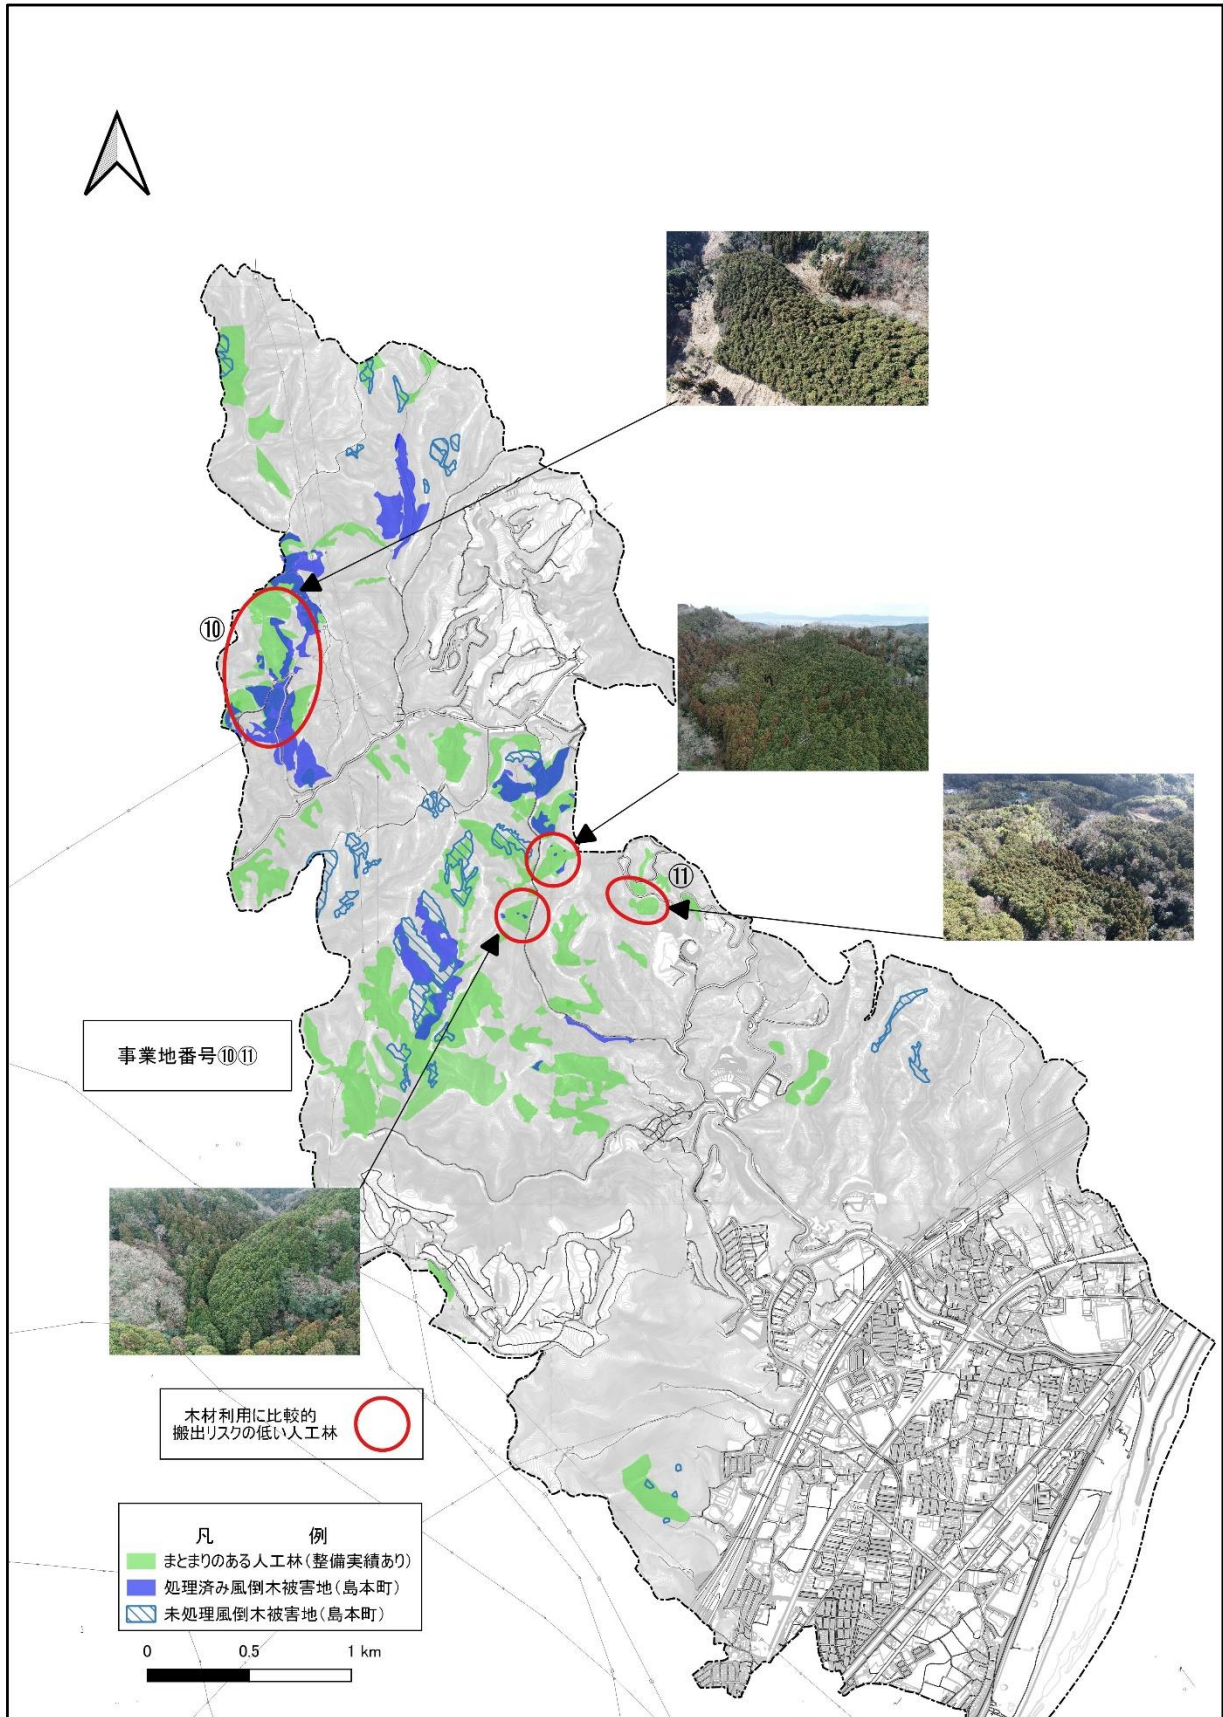 ⑩
⑪
事業地番号⑩⑪
木材利用に比較的
搬出リスクの低い人工林
凡 例
まとまりのある人工林(整備実績あり)
処理済み風倒木被害地(島本町)
未処理風倒木被害地(島本町)
0 0.5 1 km